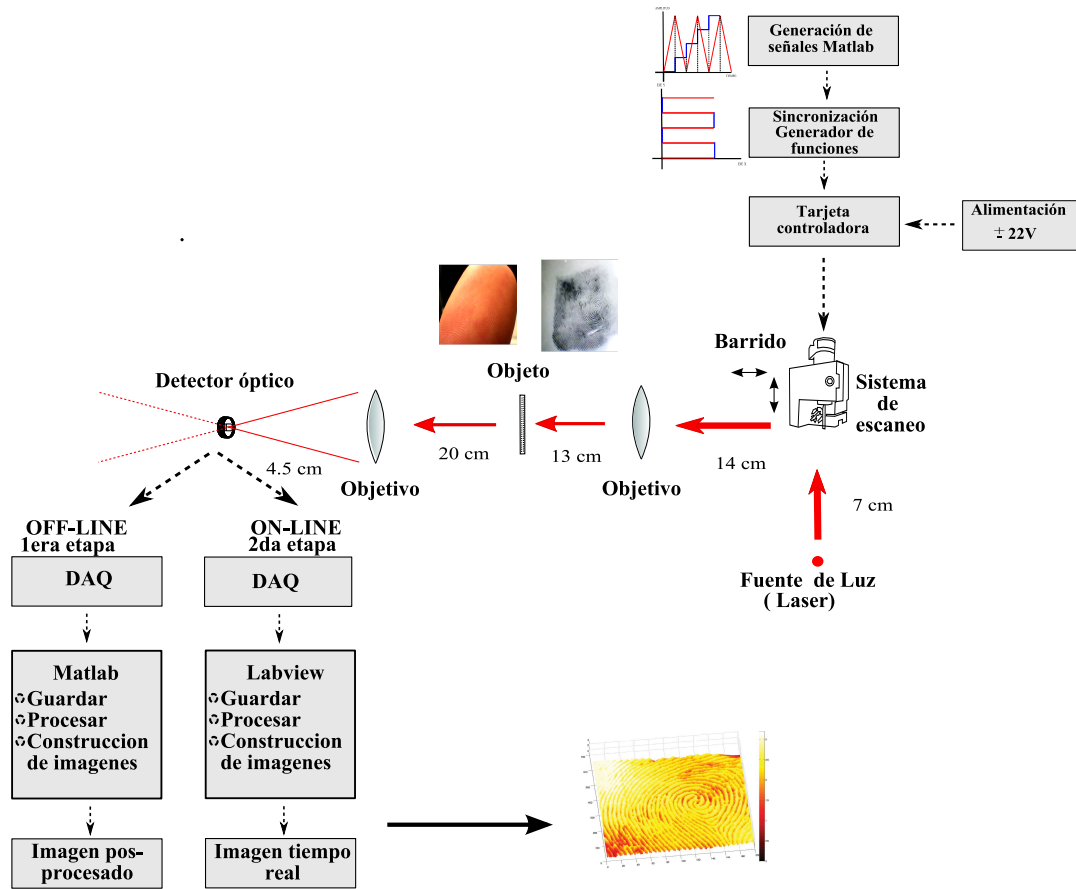 Generación de
señales Matlab
Sincronización
Generador de
funciones
Tarjeta
controladora
Alimentación
± 22V
Barrido
Sistema
de
escaneo
Objeto
Detector óptico
Objetivo
Objetivo
4.5 cm
20 cm
13 cm
14 cm
7 cm
Fuente de Luz
( Laser)
OFF-LINE
1era etapa
DAQ
Matlab
Guardar
Procesar
Construccion
de imagenes
Imagen pos-
procesado
ON-LINE
2da etapa
DAQ
Labview
Guardar
Procesar
Construccion
de imagenes
Imagen tiempo
real